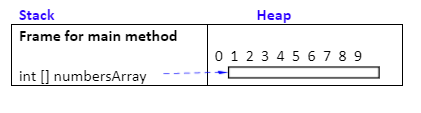 Stack Heap
Frame for main method
0 1 2 3 4 5 6 7 8 9
int [] numbersArray